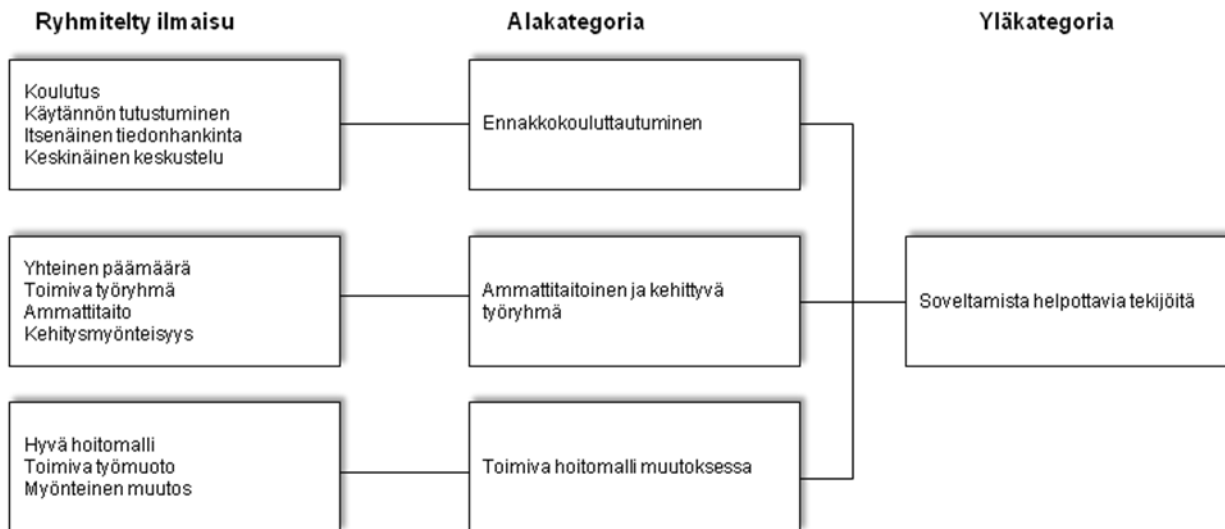 Ryhmitelty ilmaisu
Alakategoria
Yläkategoria
Koulutus
Käytännön tutustuminen
Itsenäinen tiedonhankinta
Keskinäinen keskustelu
Ennakkokouluttautuminen
Yhteinen päämäärä
Toimiva työryhmä
Ammattitaito
Kehitysmyönteisyys
Ammattitaitoinen ja kehittyvä
työryhmä
Soveltamista helpottavia tekijöitä
Hyvä hoitomalli
Toimiva työmuoto
Myönteinen muutos
Toimiva hoitomalli muutoksessa